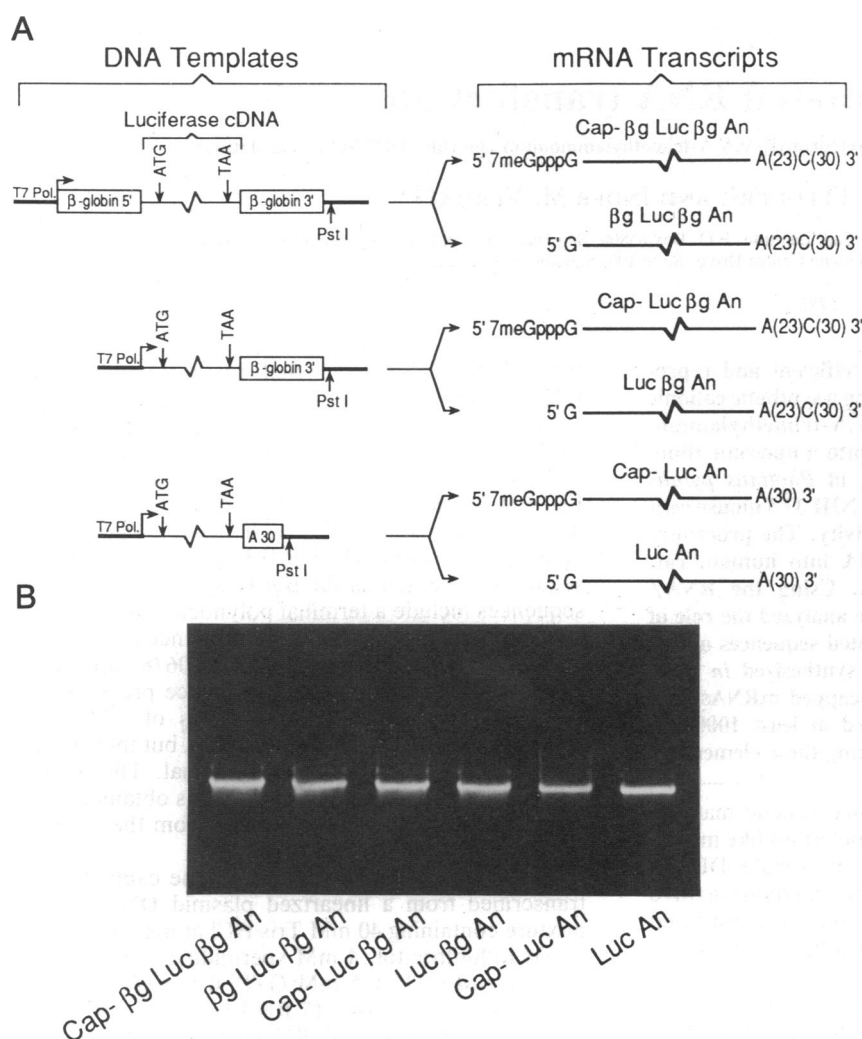 A
DNA Templates
mRNA Transcripts
Luciferase cDNA
ATG
TAA
T7 Pol.
β-globin 5'
β-globin 3'
Pst I
Cap- βg Luc βg An
5' 7meGpppG
A(23)C(30) 3'
βg Luc βg An
5' G
A(23)C(30) 3'
ATG
TAA
T7 Pol.
β-globin 3'
Pst I
Cap- Luc βg An
5' 7meGpppG
A(23)C(30) 3'
Luc βg An
5' G
A(23)C(30) 3'
ATG
TAA
T7 Pol.
A 30
Pst I
Cap- Luc An
5' 7meGpppG
A(30) 3'
Luc An
5' G
A(30) 3'
B
Cap- βg Luc βg An
βg Luc βg An
Cap- Luc βg An
Luc βg An
Cap- Luc An
Luc An